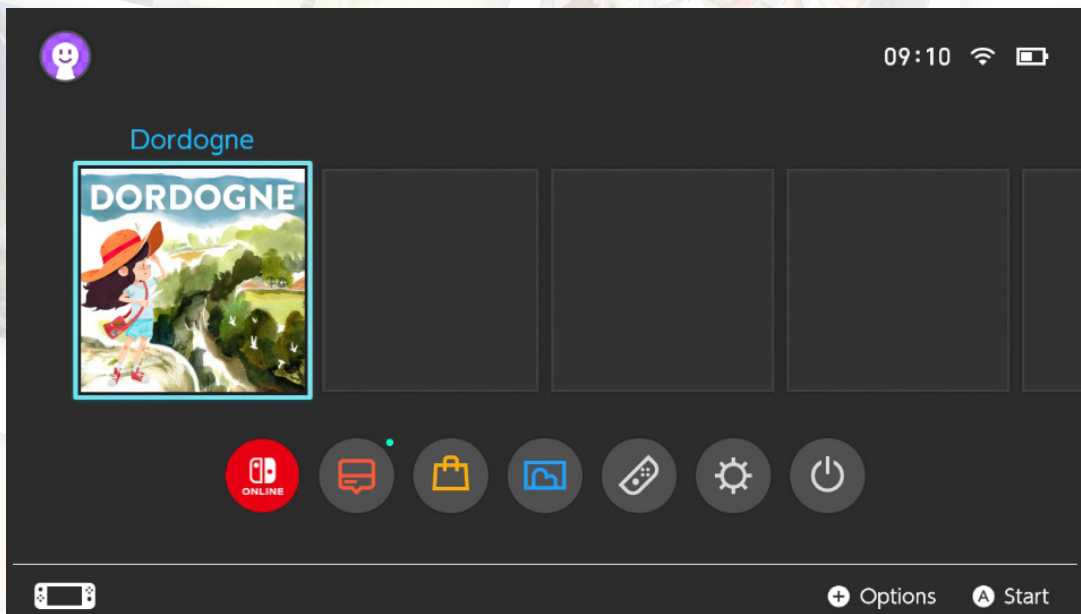 09:10
Dordogne
DORDOGNE
ONLINE
+ Options A Start